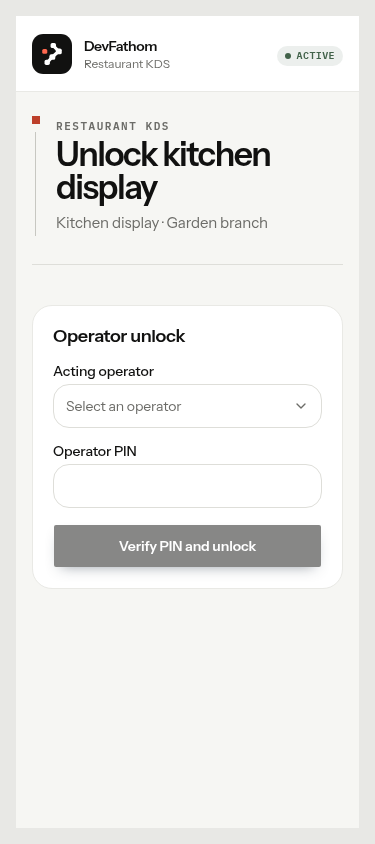 DevFathom
Restaurant KDS
ACTIVE
RESTAURANT KDS
Unlock kitchen
display
Kitchen display · Garden branch
Operator unlock
Acting operator
Select an operator
Operator PIN
Verify PIN and unlock